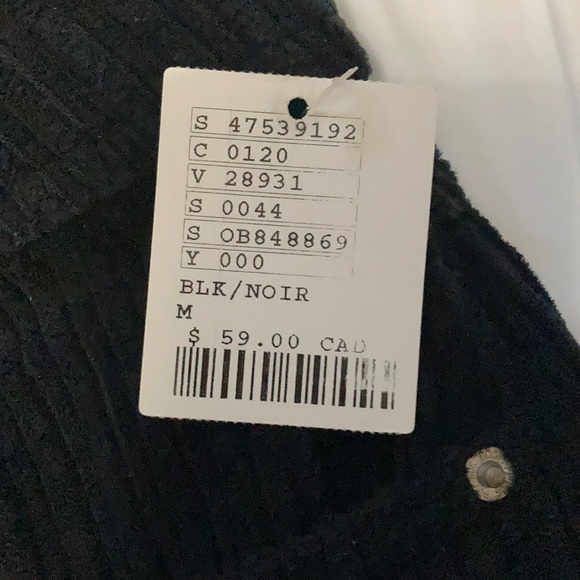 S 47539192
C 0120
V 28931
S 0044
S OB848869
Y 000
BLK/NOIR
M
$ 59.00 CAD